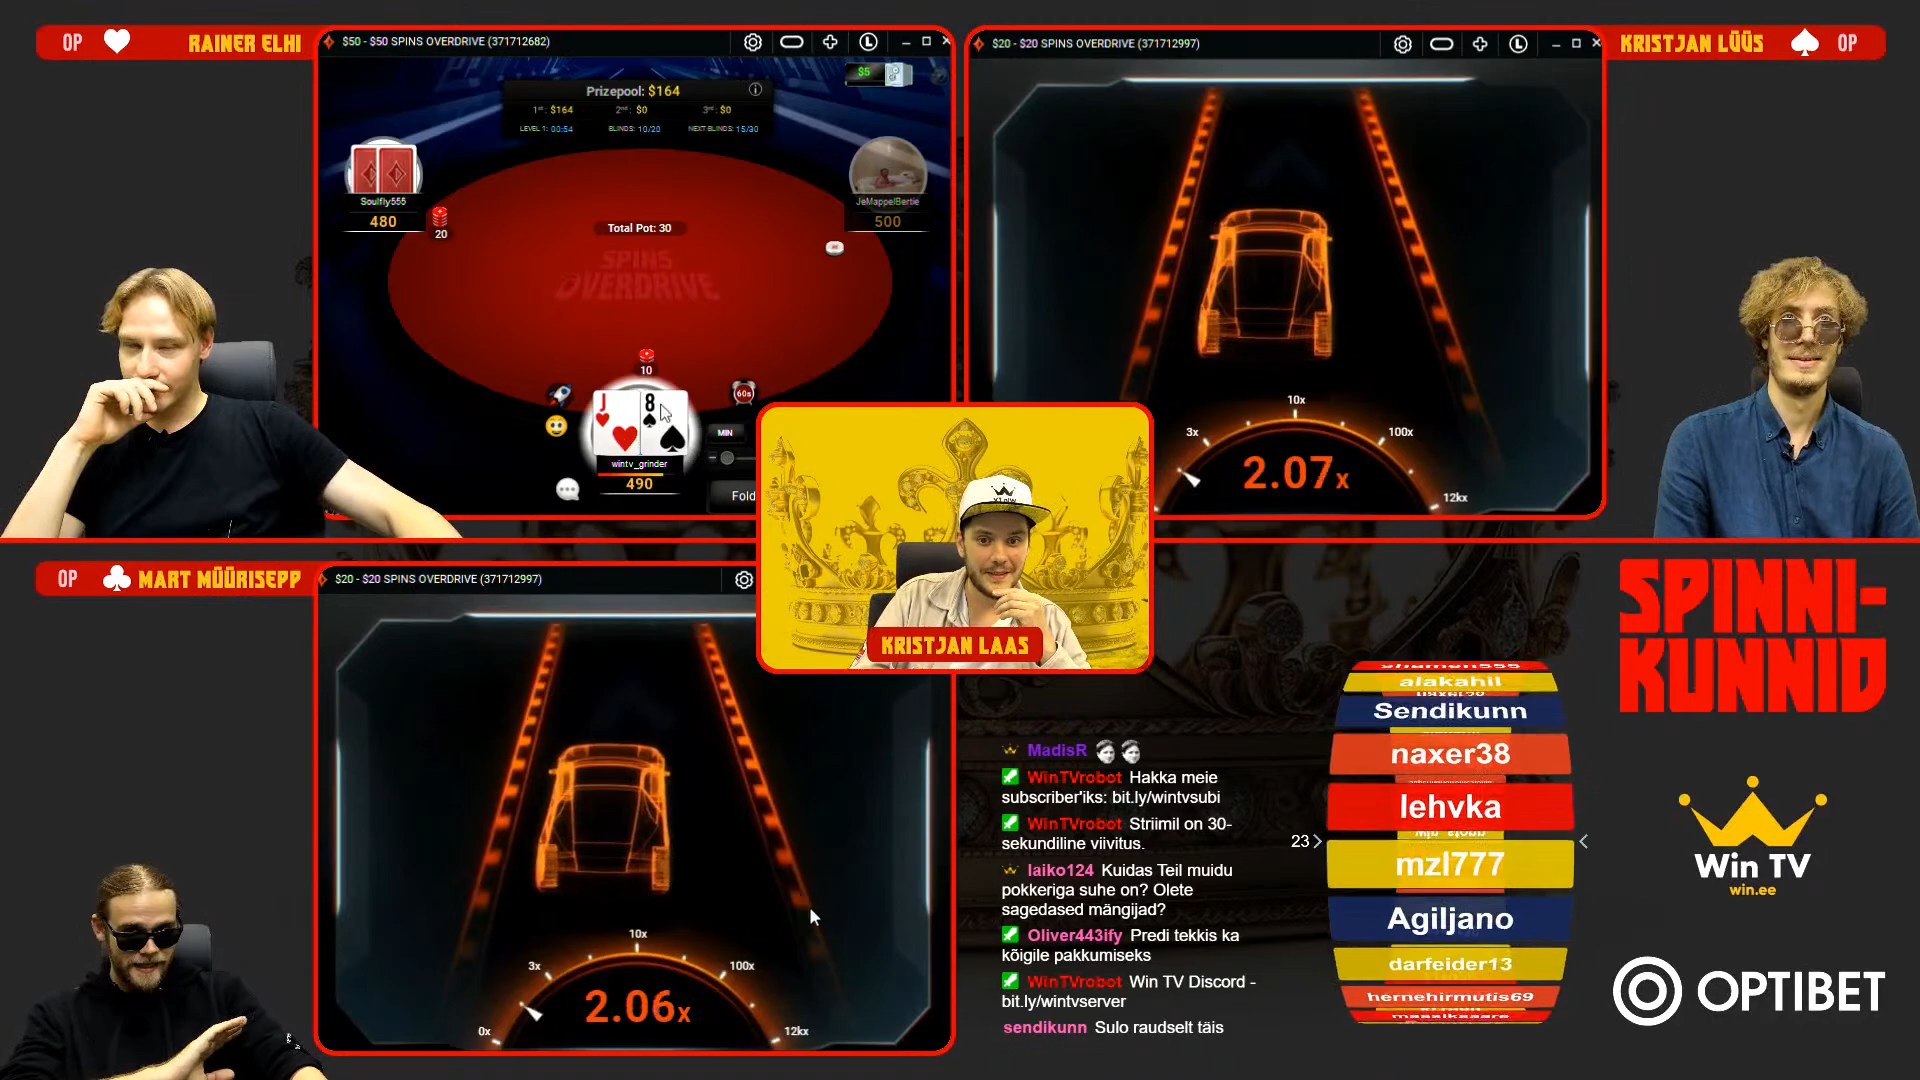 OP
RAINER ELHI
$50 - $50 SPINS OVERDRIVE (371712682)
$5
Prizepool: $164
1st: $164 2nd: $0 3rd: $0
LEVEL 1: 00:54 BLINDS: 10/20 NEXT BLINDS: 15/30
Soulfly555
480
20
JeMappelBertie
500
Total Pot: 30
SPINS
OVERDRIVE
10
60s
J
8
MIN
wintv_grinder
490
Fold
$20 - $20 SPINS OVERDRIVE (371712997)
3x
10x
100x
12kx
2.07x
KRISTJAN LÜÜS
OP
KRISTJAN LAAS
OP
MART MÜÜRISEPP
$20 - $20 SPINS OVERDRIVE (371712997)
0x
3x
10x
100x
12kx
2.06x
MadisR
WinTVrobot Hakka meie
subscriber'iks: bit.ly/wintvsubi
WinTVrobot Striimil on 30-
sekundiline viivitus.
laiko124 Kuidas Teil muidu
pokkeriga suhe on? Olete
sagedased mängijad?
Oliver443ify Predi tekkis ka
kõigile pakkumiseks
WinTVrobot Win TV Discord -
bit.ly/wintvserver
sendikunn Sulo raudselt täis
23
alakahil
Sendikunn
naxer38
lehvka
mzl777
Agiljano
darfeider13
hernehirmutis69
SPINNI-
KUNNID
Win TV
win.ee
OPTIBET